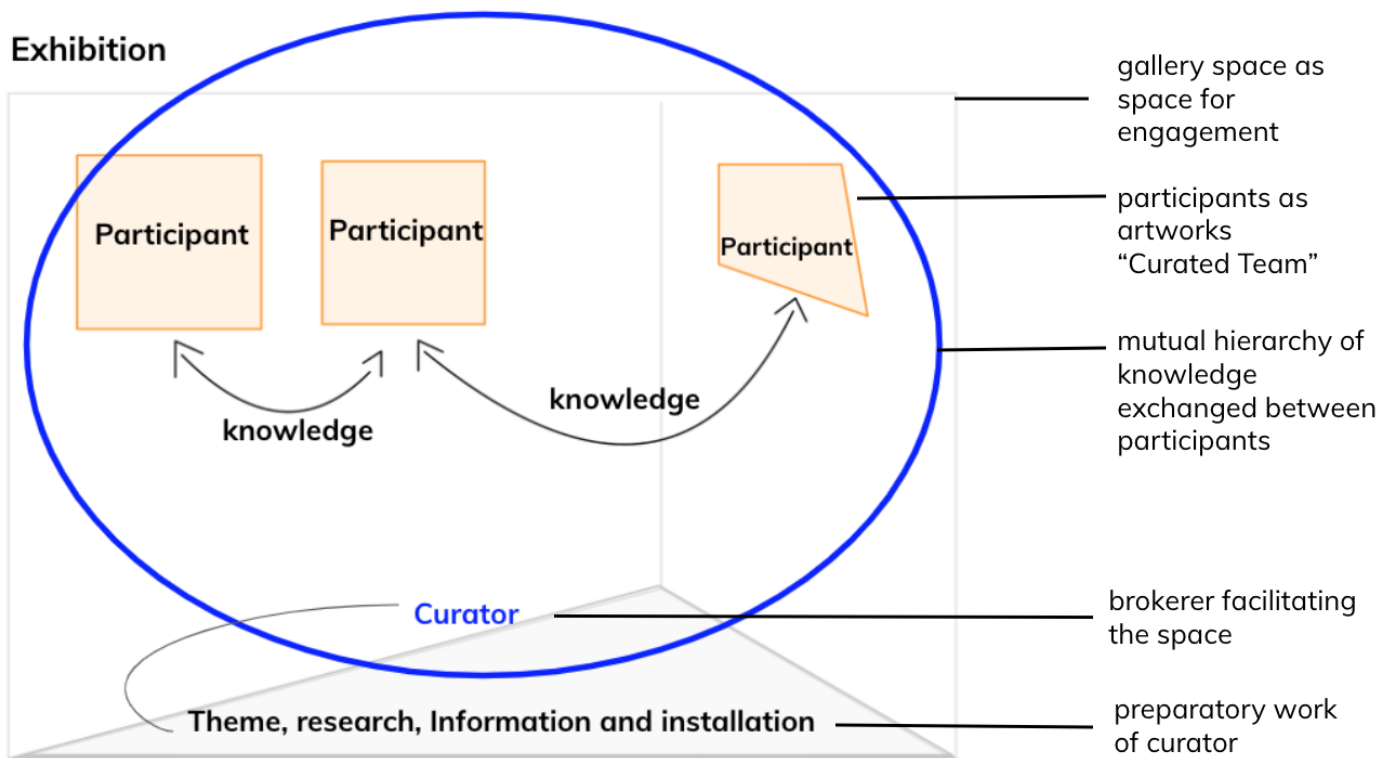 Exhibition
gallery space as
space for
engagement
Participant
Participant
Participant
participants as
artworks
“Curated Team”
knowledge
knowledge
mutual hierarchy of
knowledge
exchanged between
participants
Curator
brokerer facilitating
the space
Theme, research, Information and installation
preparatory work
of curator